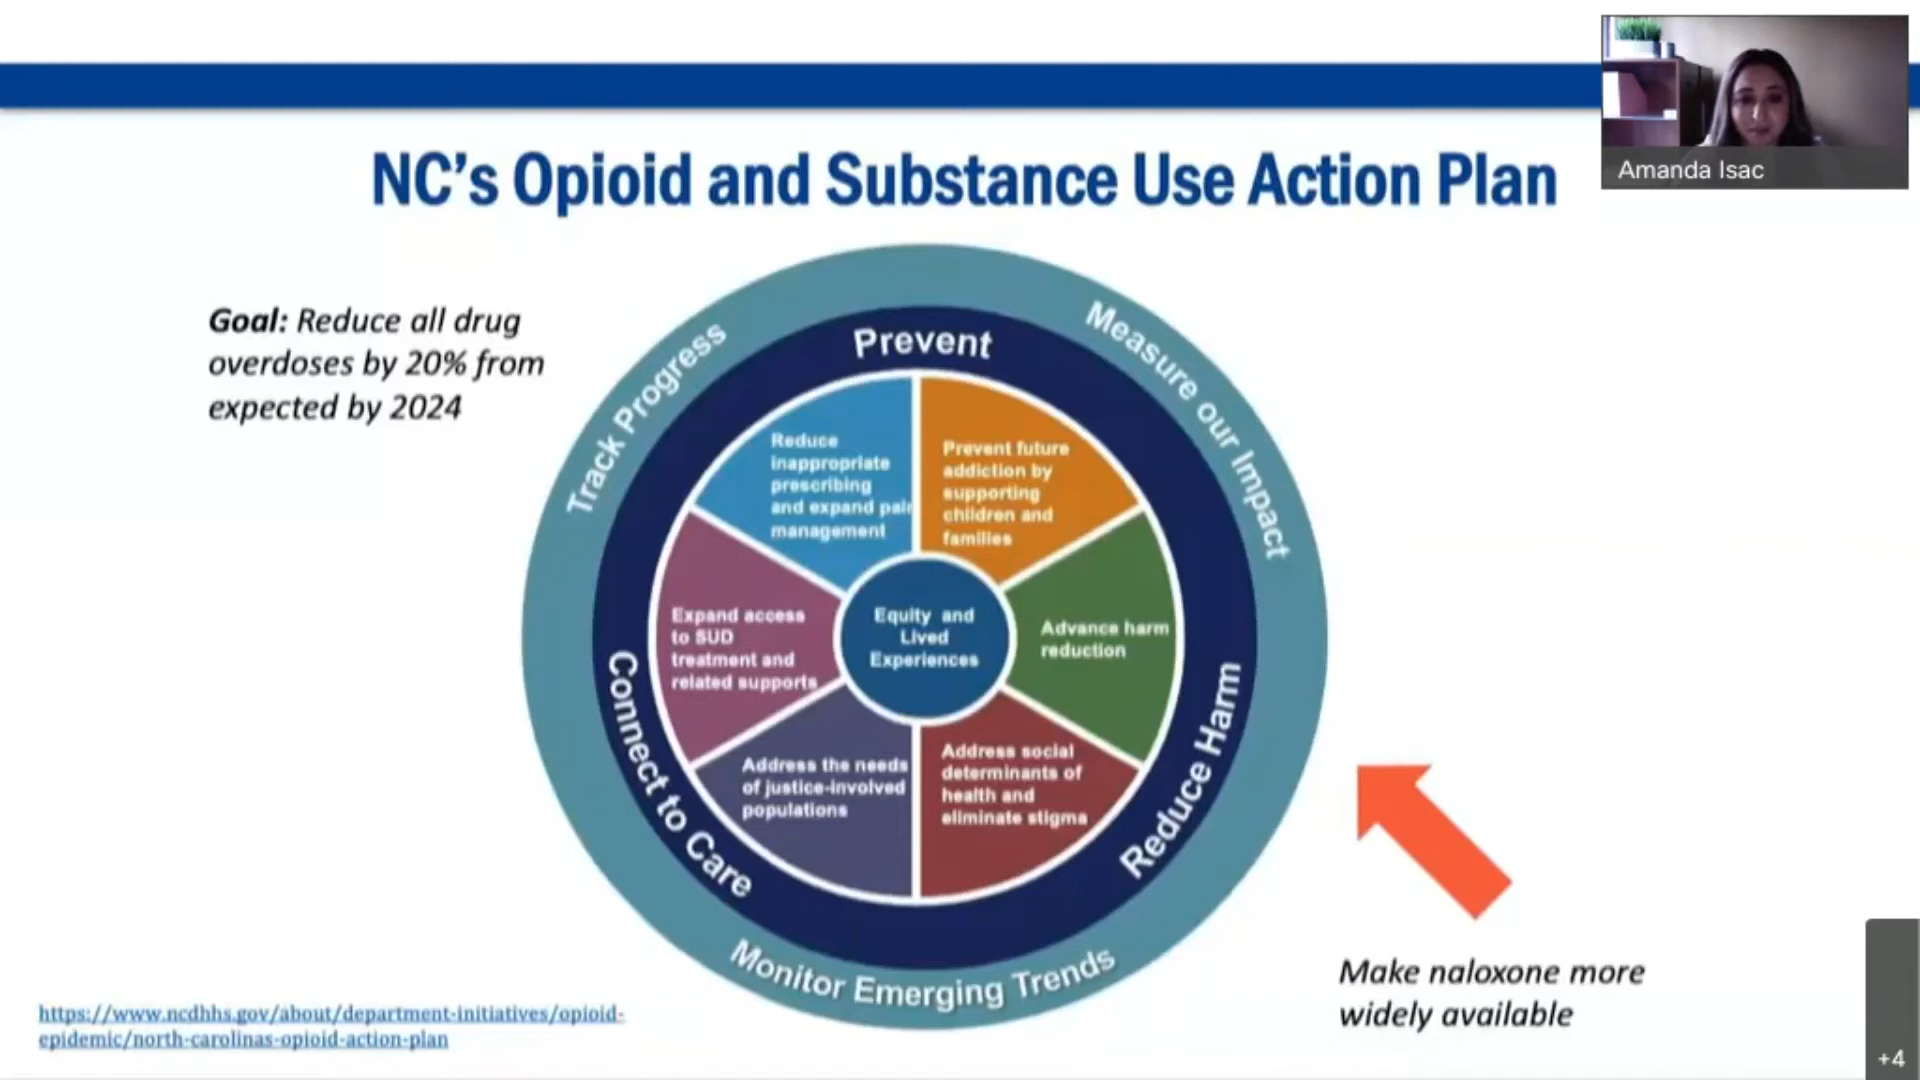 Amanda Isac
NC's Opioid and Substance Use Action Plan
Goal: Reduce all drug
overdoses by 20% from
expected by 2024
Track Progress
Measure our Impact
Monitor Emerging Trends
Prevent
Reduce Harm
Connect to Care
Reduce
inappropriate
prescribing
and expand pain
management
Prevent future
addiction by
supporting
children and
families
Expand access
to SUD
treatment and
related supports
Equity and
Lived
Experiences
Advance harm
reduction
Address the needs
of justice-involved
populations
Address social
determinants of
health and
eliminate stigma
Make naloxone more
widely available
https://www.ncdhhs.gov/about/department-initiatives/opioid-
epidemic/north-carolinas-opioid-action-plan
+4